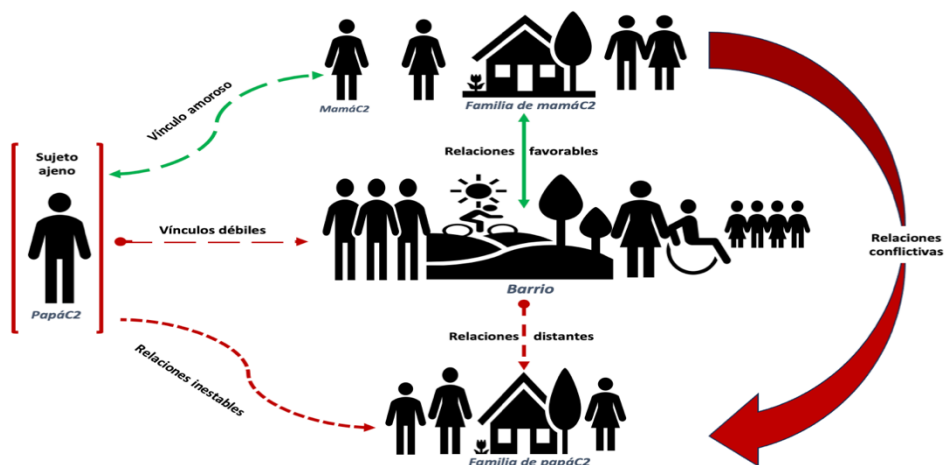 MamáC2
Familia de mamáC2
Vínculo amoroso
Sujeto
ajeno
PapáC2
Relaciones favorables
Vínculos débiles
Barrio
Relaciones
conflictivas
Relaciones distantes
Relaciones inestables
Familia de papáC2